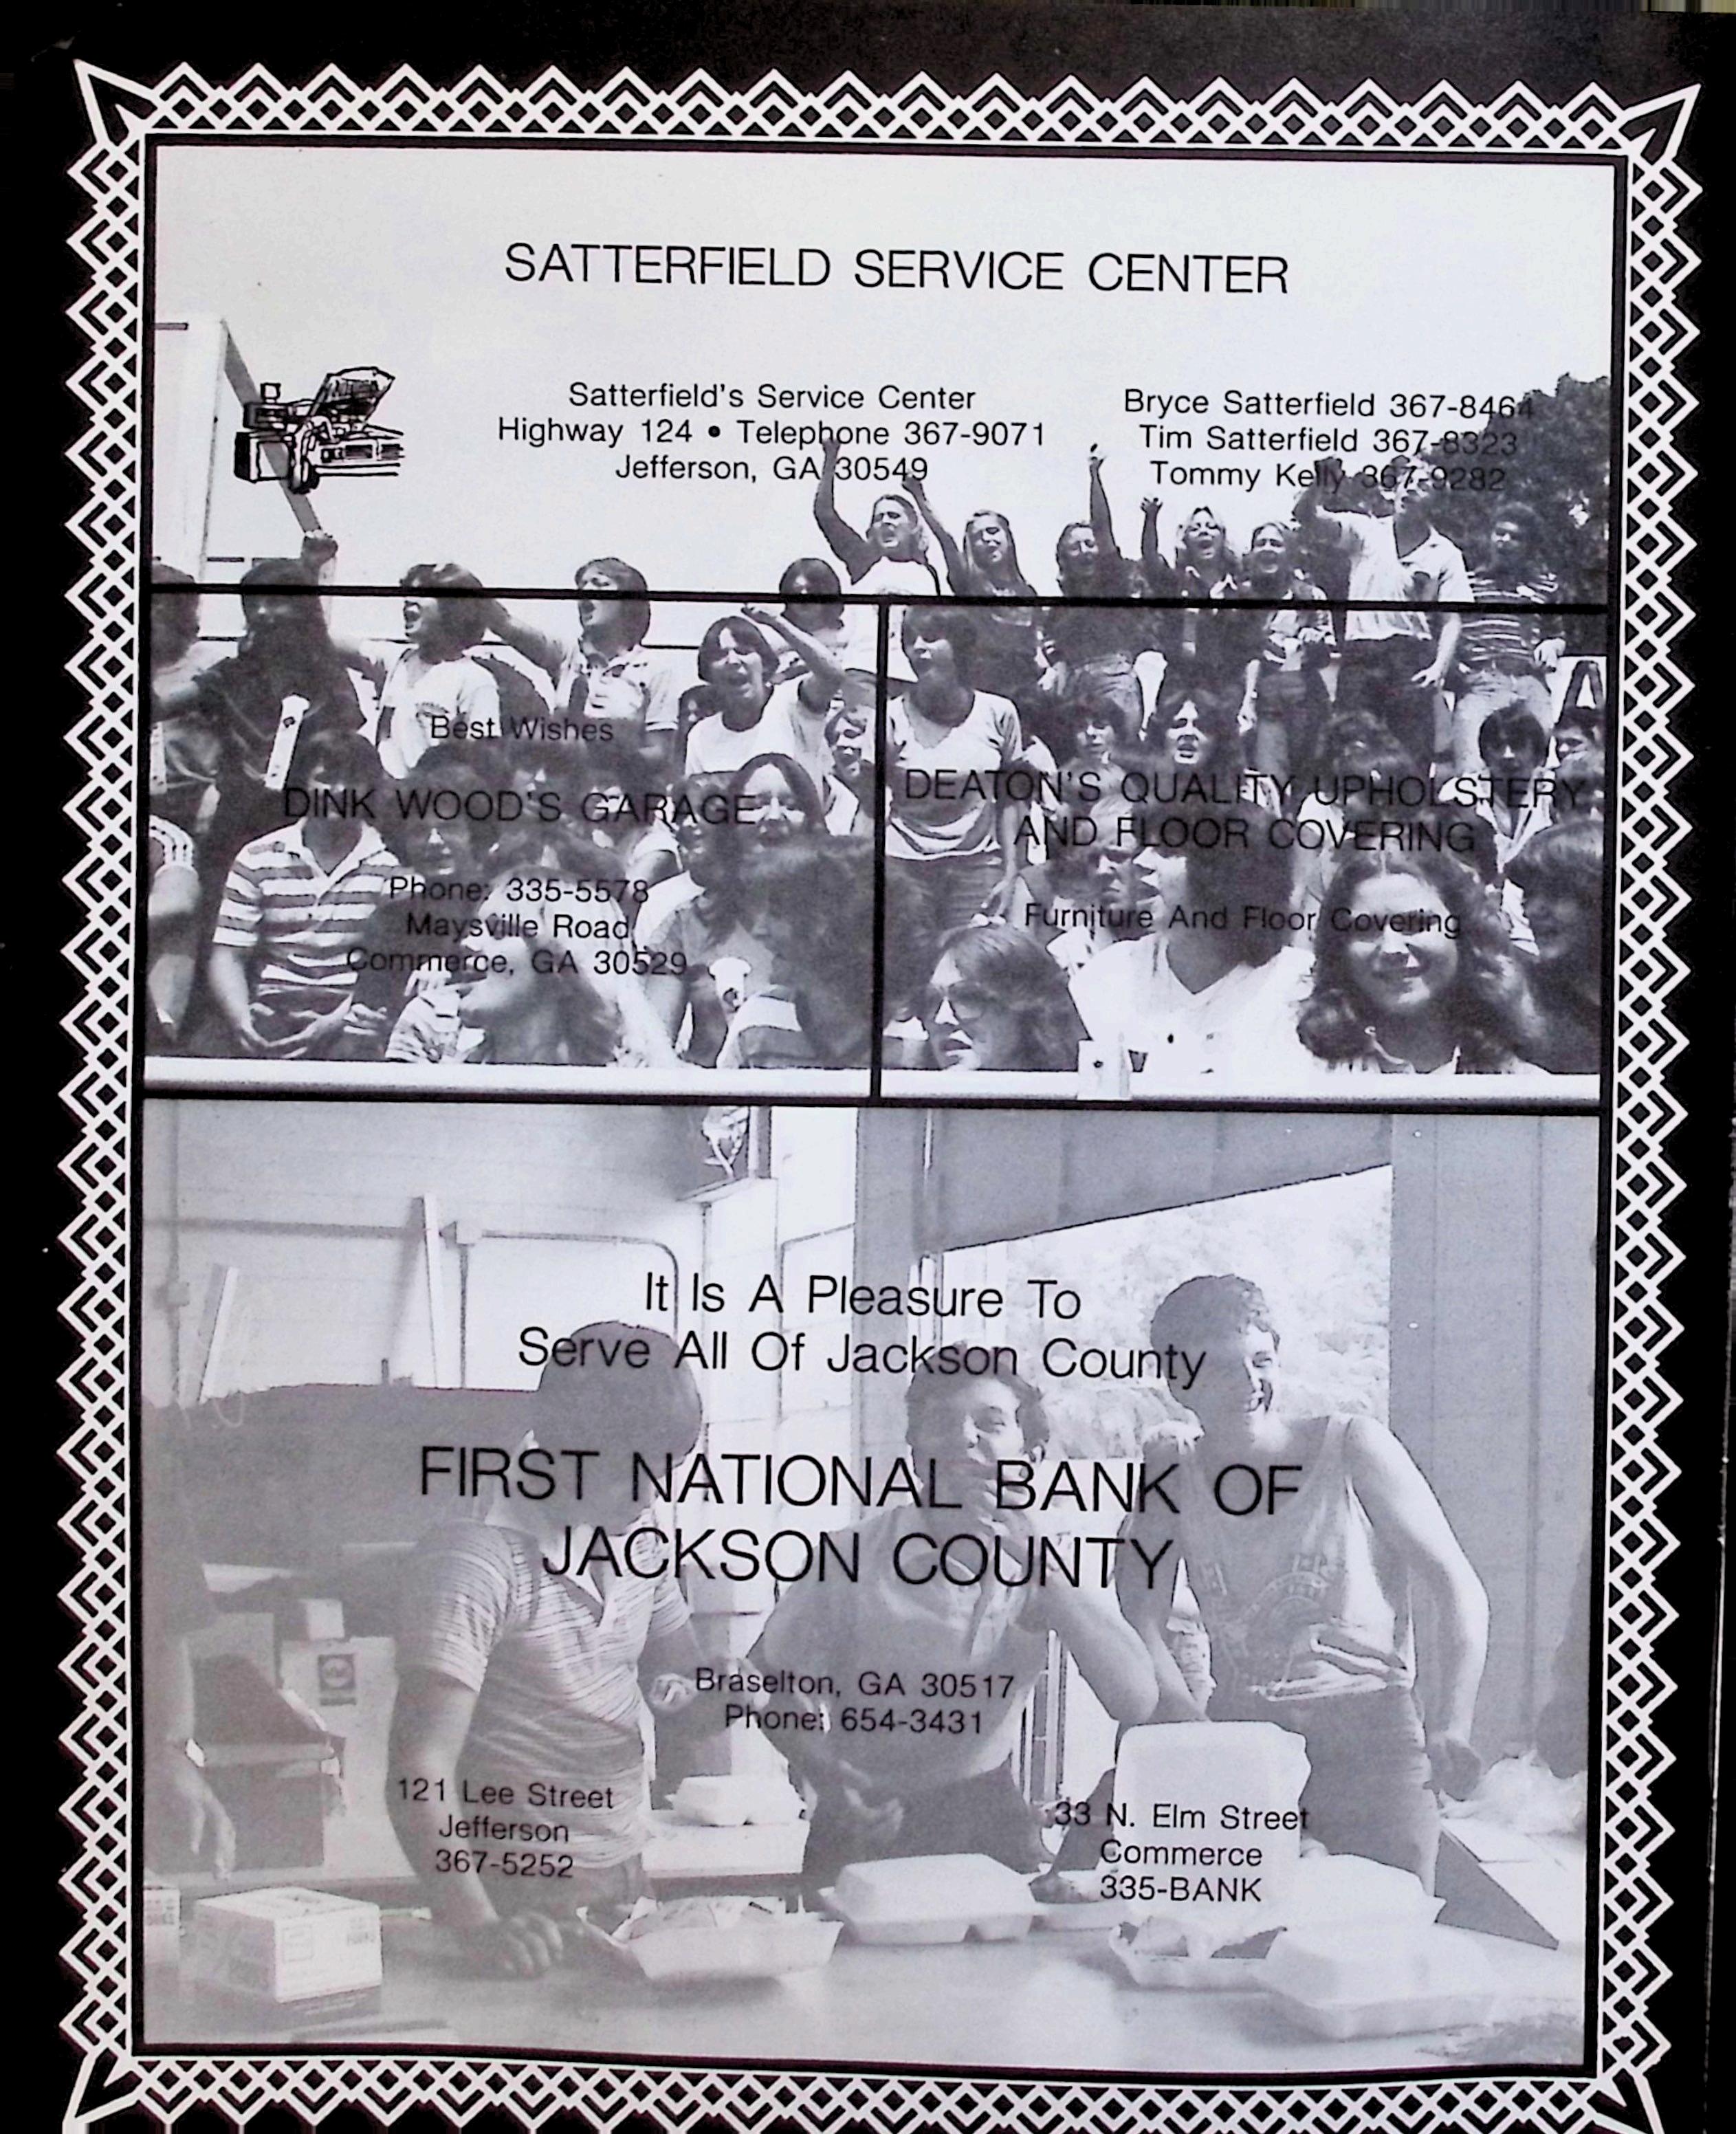 SATTERFIELD SERVICE CENTER
Satterfield's Service Center
Highway 124 • Telephone 367-9071
Jefferson, GA 30549
Bryce Satterfield 367-8464
Tim Satterfield 367-8323
Tommy Kelly 367-9282
Best Wishes
DINK WOOD'S GARAGE
Phone: 335-5578
Maysville Road
Commerce, GA 30529
DEATON'S QUALITY UPHOLSTERY
AND FLOOR COVERING
Furniture And Floor Covering
It Is A Pleasure To
Serve All Of Jackson County
FIRST NATIONAL BANK OF
JACKSON COUNTY
Braselton, GA 30517
Phone: 654-3431
121 Lee Street
Jefferson
367-5252
33 N. Elm Street
Commerce
335-BANK